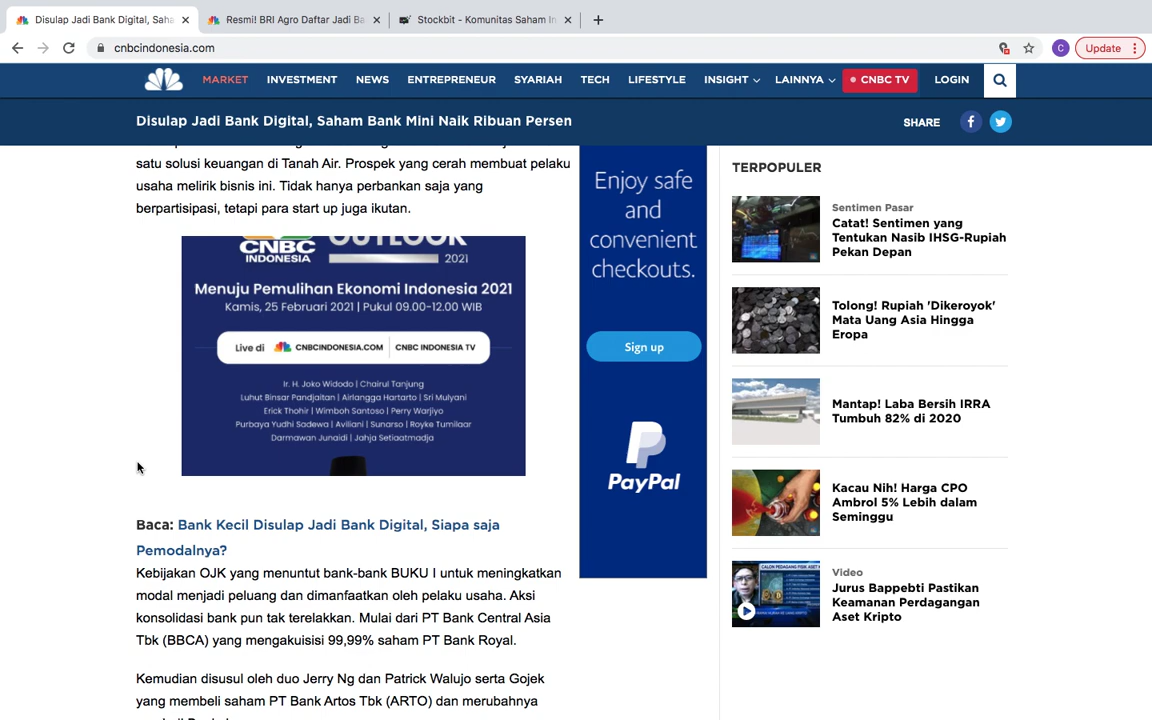 Disulap Jadi Bank Digital, Saha
Resmi! BRI Agro Daftar Jadi Ba
Stockbit - Komunitas Saham In
cnbcindonesia.com
C
Update
MARKET INVESTMENT NEWS ENTREPRENEUR SYARIAH TECH LIFESTYLE INSIGHT LAINNYA CNBC TV LOGIN
Disulap Jadi Bank Digital, Saham Bank Mini Naik Ribuan Persen
SHARE
satu solusi keuangan di Tanah Air. Prospek yang cerah membuat pelaku
usaha melirik bisnis ini. Tidak hanya perbankan saja yang
berpartisipasi, tetapi para start up juga ikutan.
CNBC
INDONESIA
OUTLOOK
2021
Menuju Pemulihan Ekonomi Indonesia 2021
Kamis, 25 Februari 2021 | Pukul 09.00-12.00 WIB
Live di CNBCINDONESIA.COM | CNBC INDONESIA TV
Ir. H. Joko Widodo | Chairul Tanjung
Luhut Binsar Pandjaitan | Airlangga Hartarto | Sri Mulyani
Erick Thohir | Wimboh Santoso | Perry Warjiyo
Purbaya Yudhi Sadewa | Aviliani | Sunarso | Royke Tumilaar
Darmawan Junaidi | Jahja Setiaatmadja
Baca: Bank Kecil Disulap Jadi Bank Digital, Siapa saja
Pemodalnya?
Kebijakan OJK yang menuntut bank-bank BUKU I untuk meningkatkan
modal menjadi peluang dan dimanfaatkan oleh pelaku usaha. Aksi
konsolidasi bank pun tak terelakkan. Mulai dari PT Bank Central Asia
Tbk (BBCA) yang mengakuisisi 99,99% saham PT Bank Royal.
Kemudian disusul oleh duo Jerry Ng dan Patrick Walujo serta Gojek
yang membeli saham PT Bank Artos Tbk (ARTO) dan merubahnya
Enjoy safe
and
convenient
checkouts.
Sign up
PayPal
TERPOPULER
Sentimen Pasar
Catat! Sentimen yang
Tentukan Nasib IHSG-Rupiah
Pekan Depan
Tolong! Rupiah 'Dikeroyok'
Mata Uang Asia Hingga
Eropa
Mantap! Laba Bersih IRRA
Tumbuh 82% di 2020
Kacau Nih! Harga CPO
Ambrol 5% Lebih dalam
Seminggu
Video
Jurus Bappebti Pastikan
Keamanan Perdagangan
Aset Kripto